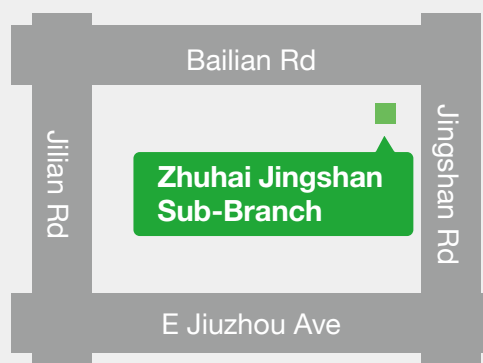 Bailian Rd
Jilian Rd
Jingshan Rd
Zhuhai Jingshan
Sub-Branch
E Jiuzhou Ave